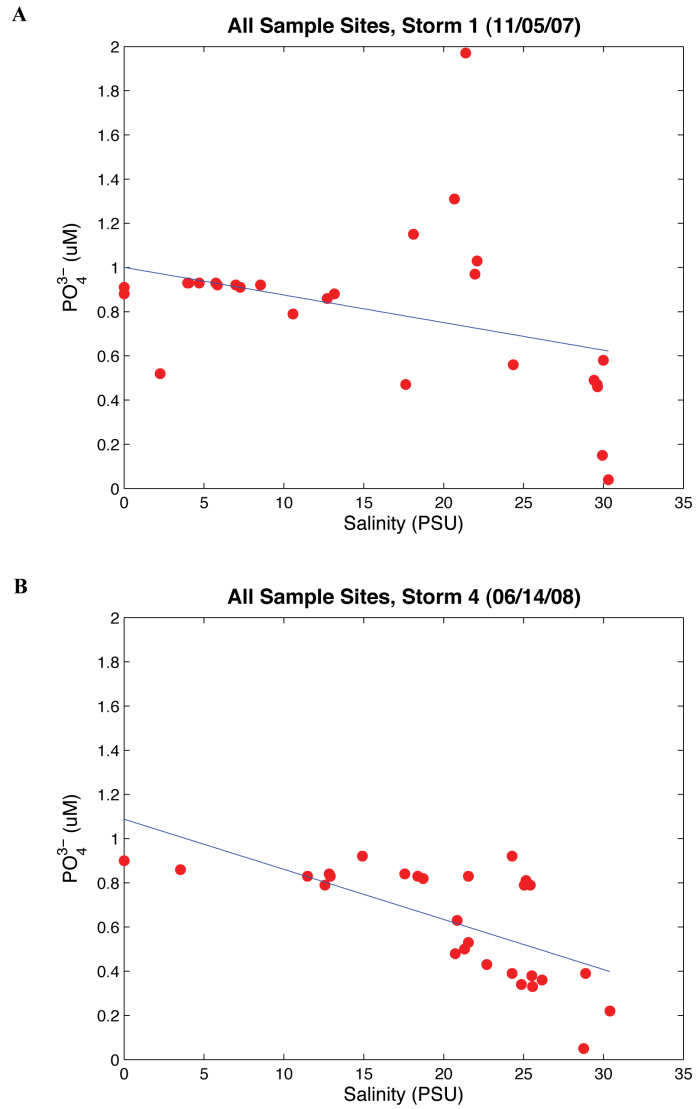 A
All Sample Sites, Storm 1 (11/05/07)
2
1.8
1.6
1.4
1.2
1
0.8
0.6
0.4
0.2
0
PO₄³⁻ (uM)
0 5 10 15 20 25 30 35
Salinity (PSU)
B
All Sample Sites, Storm 4 (06/14/08)
2
1.8
1.6
1.4
1.2
1
0.8
0.6
0.4
0.2
0
PO₄³⁻ (uM)
0 5 10 15 20 25 30 35
Salinity (PSU)